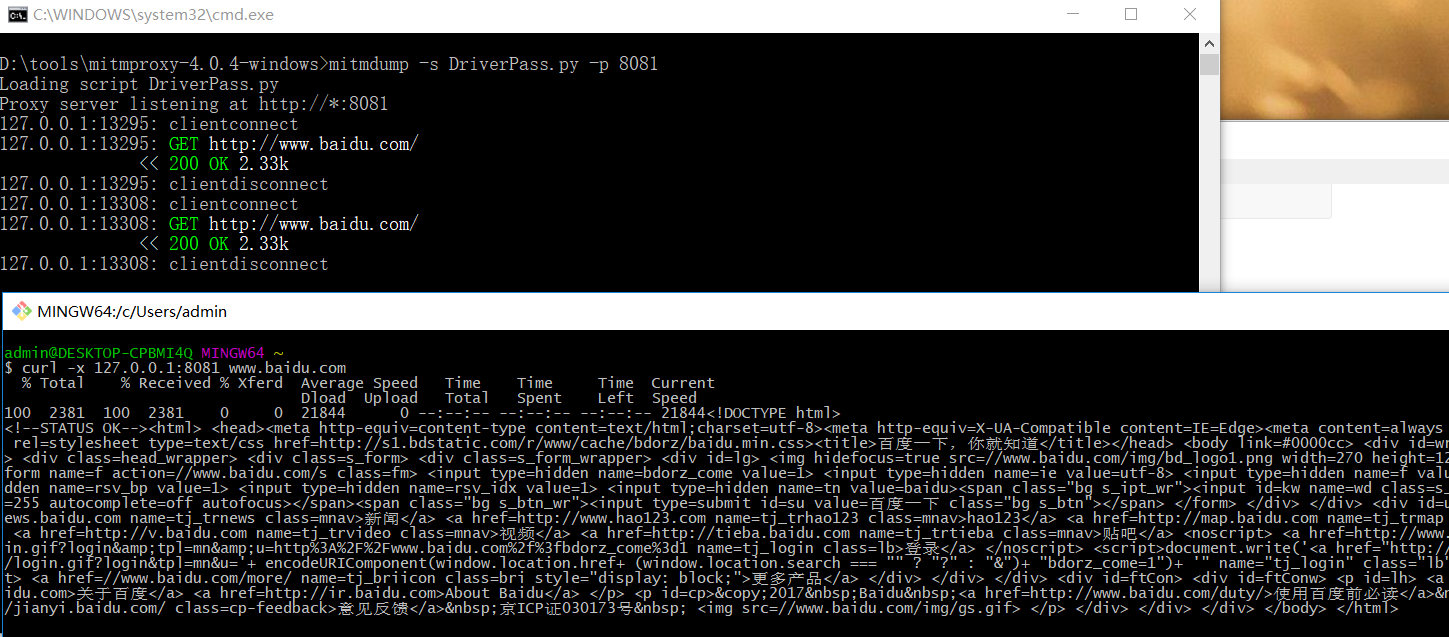 C:\WINDOWS\system32\cmd.exe
D:\tools\mitmproxy-4.0.4-windows>mitmdump -s DriverPass.py -p 8081
Loading script DriverPass.py
Proxy server listening at http://*:8081
127.0.0.1:13295: clientconnect
127.0.0.1:13295: GET http://www.baidu.com/
<< 200 OK 2.33k
127.0.0.1:13295: clientdisconnect
127.0.0.1:13308: clientconnect
127.0.0.1:13308: GET http://www.baidu.com/
<< 200 OK 2.33k
127.0.0.1:13308: clientdisconnect
MINGW64:/c/Users/admin
admin@DESKTOP-CPBMI4Q MINGW64 ~
$ curl -x 127.0.0.1:8081 www.baidu.com
% Total    % Received % Xferd  Average Speed   Time    Time     Time  Current
Dload  Upload   Total   Spent    Left  Speed
100  2381  100  2381    0     0  21844      0 --:--:-- --:--:-- --:--:-- 21844<!DOCTYPE html>
<!--STATUS OK--><html> <head><meta http-equiv=content-type content=text/html;charset=utf-8><meta http-equiv=X-UA-Compatible content=IE=Edge><meta content=always
rel=stylesheet type=text/css href=http://s1.bdstatic.com/r/www/cache/bdorz/baidu.min.css><title>百度一下，你就知道</title></head> <body link=#0000cc> <div id=wr
> <div class=head_wrapper> <div class=s_form> <div class=s_form_wrapper> <div id=lg> <img hidefocus=true src=//www.baidu.com/img/bd_logo1.png width=270 height=12
form name=f action=//www.baidu.com/s class=fm> <input type=hidden name=bdorz_come value=1> <input type=hidden name=ie value=utf-8> <input type=hidden name=f valu
dden name=rsv_bp value=1> <input type=hidden name=rsv_idx value=1> <input type=hidden name=tn value=baidu><span class="bg s_ipt_wr"><input id=kw name=wd class=s_
=255 autocomplete=off autofocus></span><span class="bg s_btn_wr"><input type=submit id=su value=百度一下 class="bg s_btn"></span> </form> </div> </div> <div id=u
ews.baidu.com name=tj_trnews class=mnav>新闻</a> <a href=http://www.hao123.com name=tj_trhao123 class=mnav>hao123</a> <a href=http://map.baidu.com name=tj_trmap
<a href=http://v.baidu.com name=tj_trvideo class=mnav>视频</a> <a href=http://tieba.baidu.com name=tj_trtieba class=mnav>贴吧</a> <noscript> <a href=http://www.b
in.gif?login&amp;tpl=mn&amp;u=http%3A%2F%2Fwww.baidu.com%2f%3fbdorz_come%3d1 name=tj_login class=lb>登录</a> </noscript> <script>document.write('<a href="http:/
/login.gif?login&tpl=mn&u='+ encodeURIComponent(window.location.href+ (window.location.search === "" ? "?" : "&")+ "bdorz_come=1")+ '" name="tj_login" class="lb"
t> <a href=//www.baidu.com/more/ name=tj_briicon class=bri style="display: block;">更多产品</a> </div> </div> </div> <div id=ftCon> <div id=ftConw> <p id=lh> <a
idu.com>关于百度</a> <a href=http://ir.baidu.com>About Baidu</a> </p> <p id=cp>&copy;2017&nbsp;Baidu&nbsp;<a href=http://www.baidu.com/duty/>使用百度前必读</a>&n
/jianyi.baidu.com/ class=cp-feedback>意见反馈</a>&nbsp;京ICP证030173号&nbsp; <img src=//www.baidu.com/img/gs.gif> </p> </div> </div> </div> </body> </html>